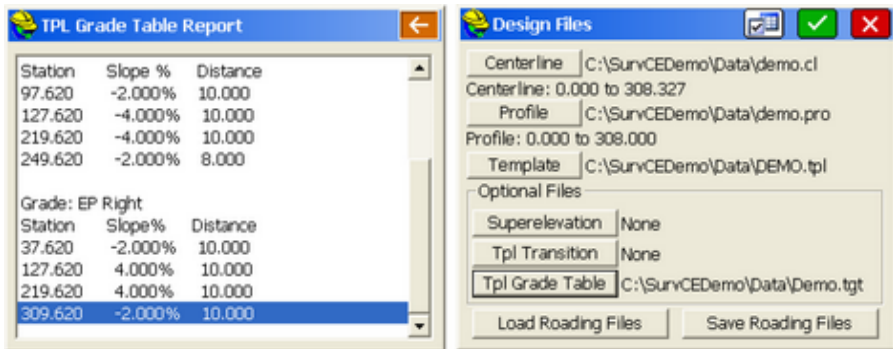 TPL Grade Table Report
Station Slope % Distance
97.620 -2.000% 10.000
127.620 -4.000% 10.000
219.620 -4.000% 10.000
249.620 -2.000% 8.000
Grade: EP Right
Station Slope% Distance
37.620 -2.000% 10.000
127.620 4.000% 10.000
219.620 4.000% 10.000
309.620 -2.000% 10.000
Design Files
Centerline C:\SurvCEDemo\Data\demo.cl
Centerline: 0.000 to 308.327
Profile C:\SurvCEDemo\Data\demo.pro
Profile: 0.000 to 308.000
Template C:\SurvCEDemo\Data\DEMO.tpl
Optional Files
Superelevation None
Tpl Transition None
Tpl Grade Table C:\SurvCEDemo\Data\Demo.tgt
Load Roading Files Save Roading Files